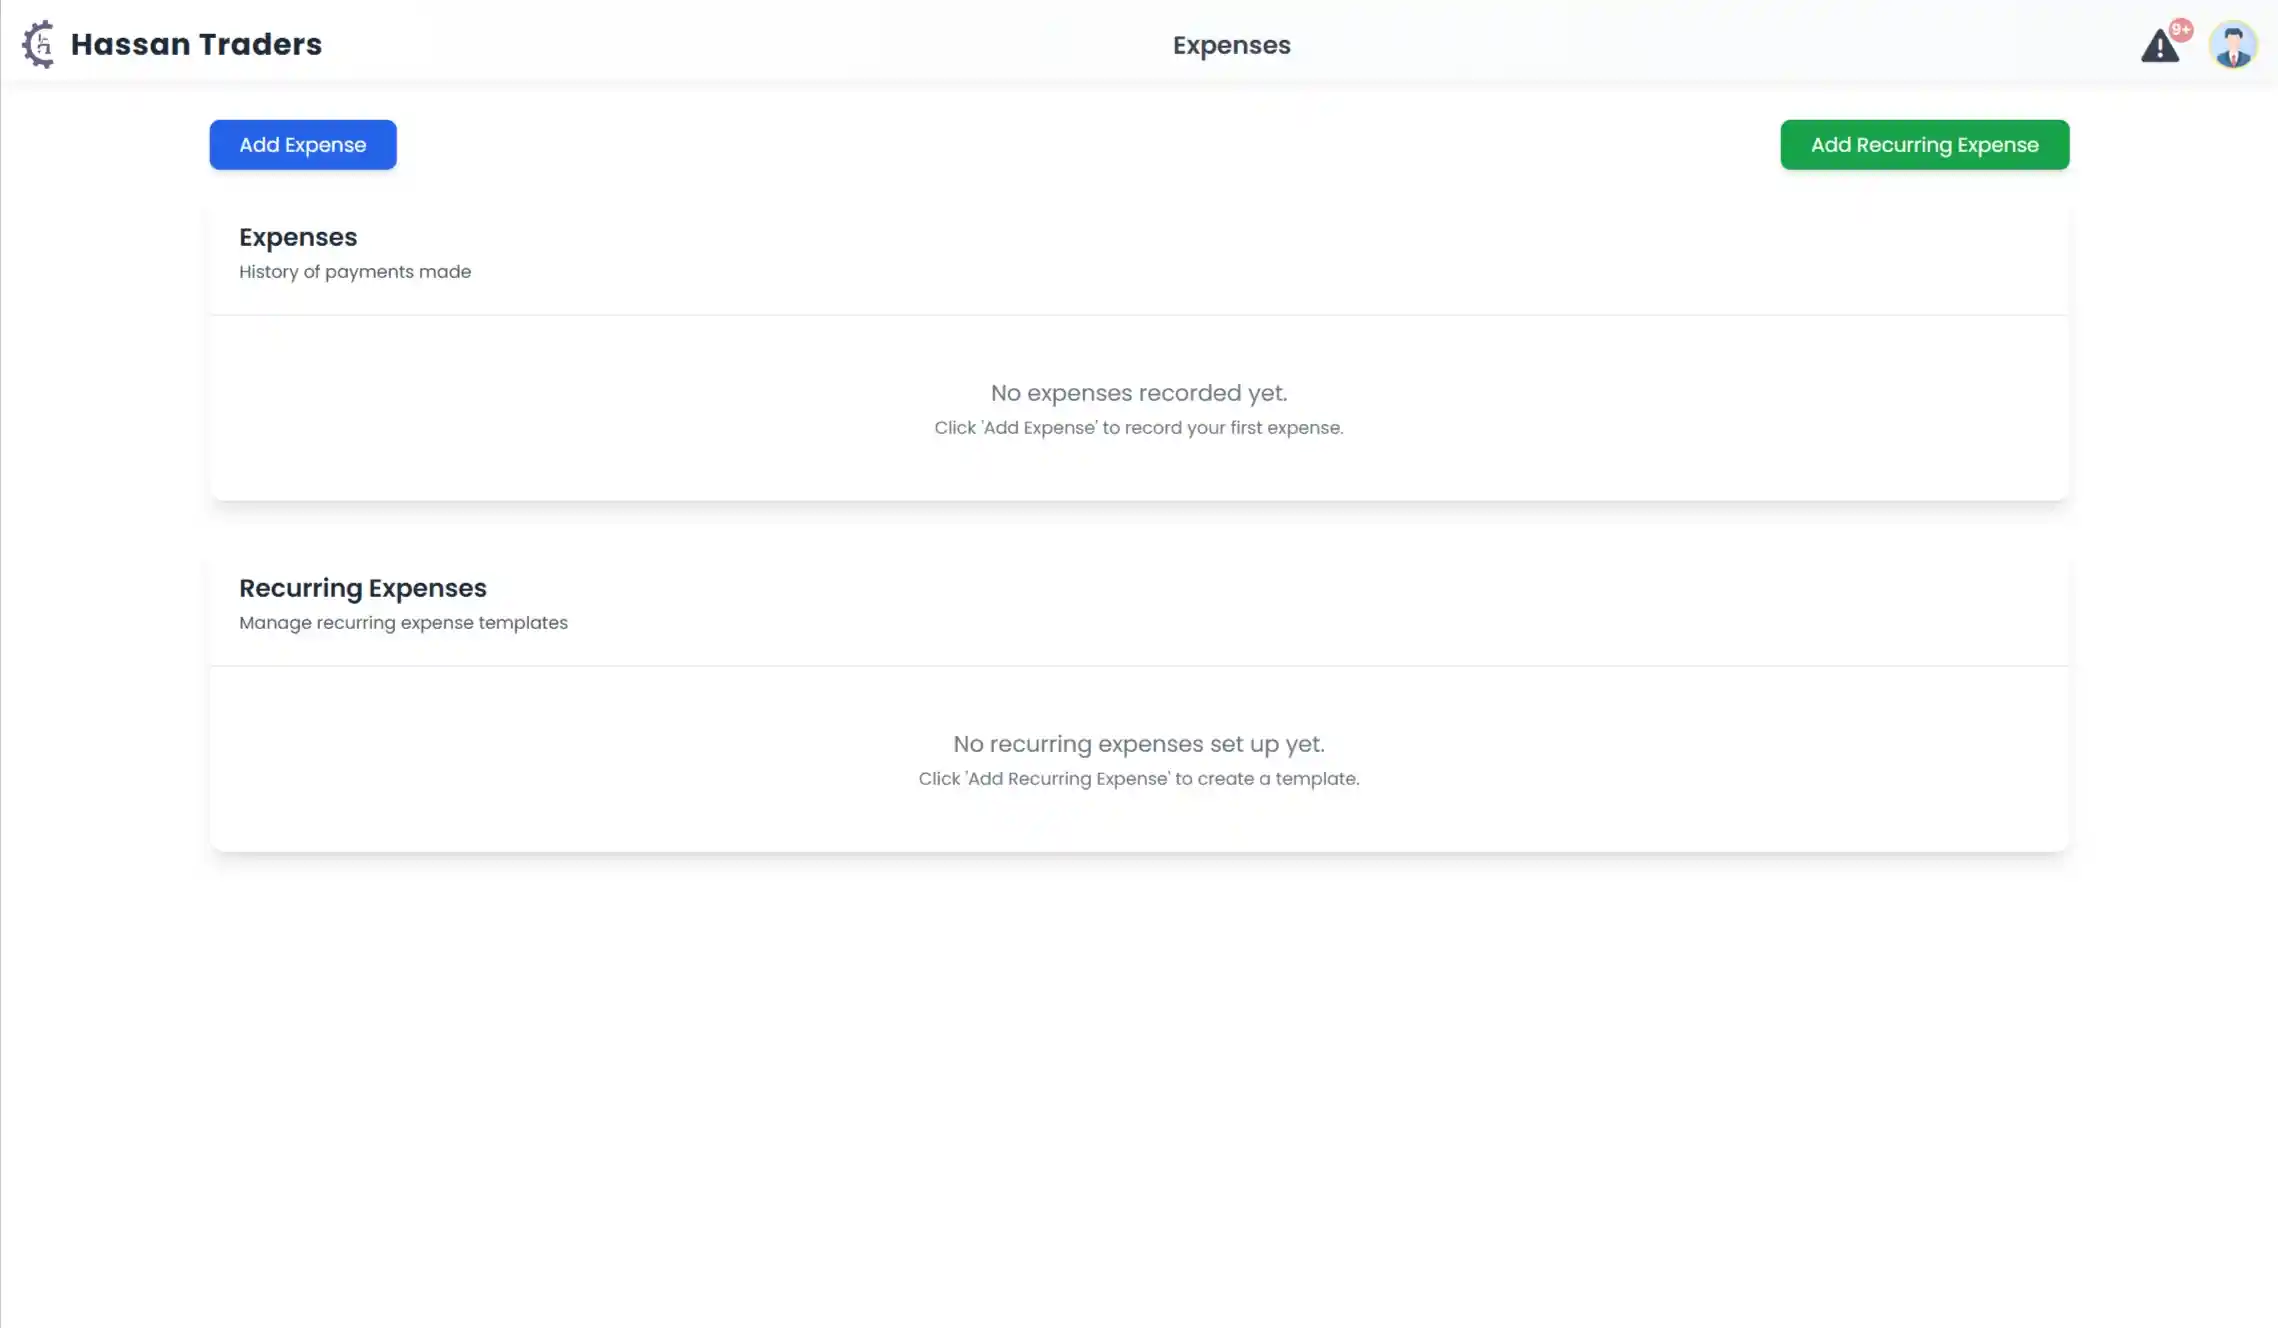 Hassan Traders
Expenses
9+
Add Expense
Add Recurring Expense
Expenses
History of payments made
No expenses recorded yet.
Click 'Add Expense' to record your first expense.
Recurring Expenses
Manage recurring expense templates
No recurring expenses set up yet.
Click 'Add Recurring Expense' to create a template.